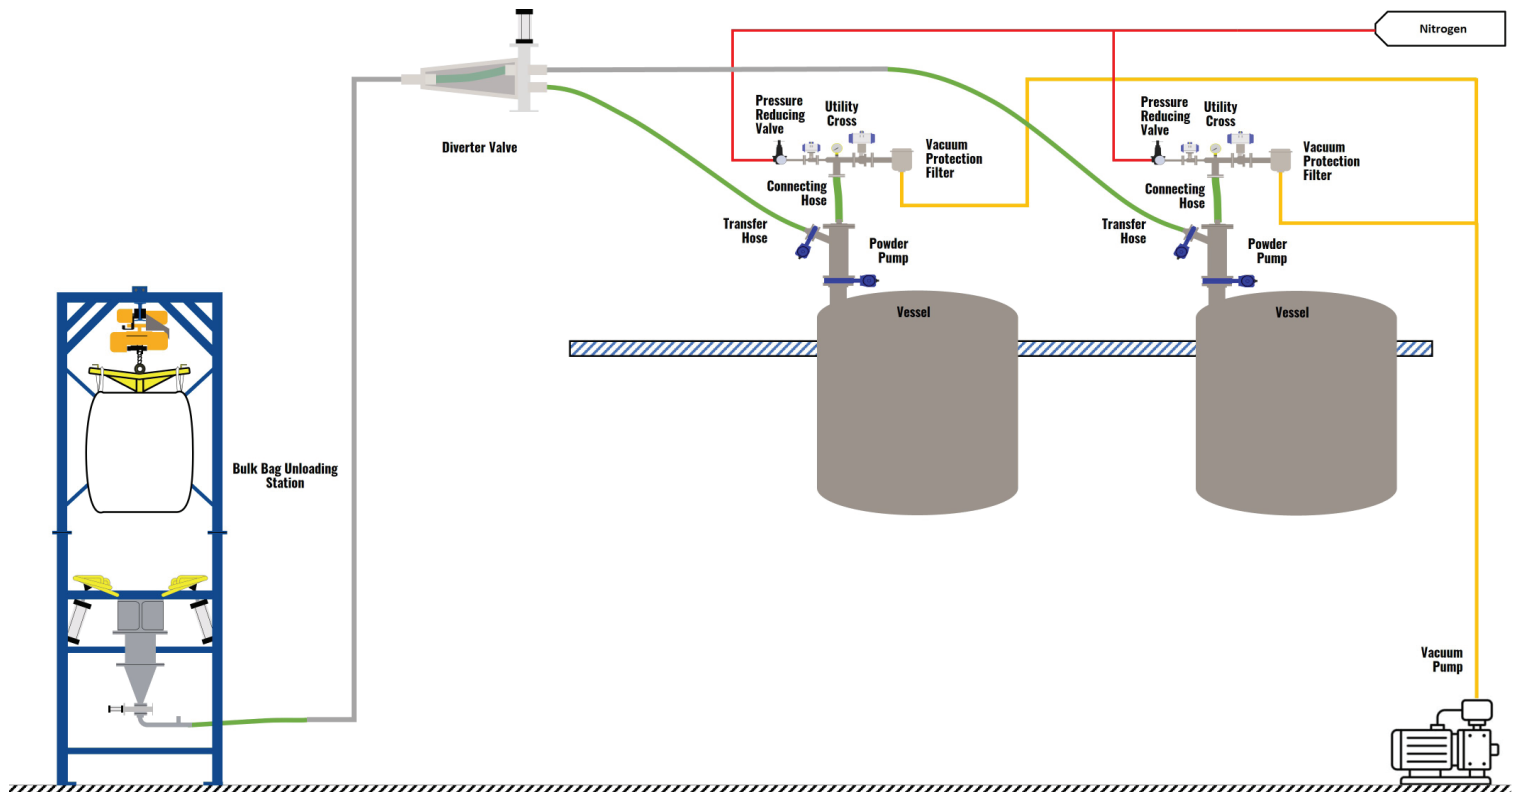 Nitrogen
Pressure
Reducing
Valve
Utility
Cross
Vacuum
Protection
Filter
Connecting
Hose
Transfer
Hose
Powder
Pump
Vessel
Pressure
Reducing
Valve
Utility
Cross
Vacuum
Protection
Filter
Connecting
Hose
Transfer
Hose
Powder
Pump
Vessel
Diverter Valve
Bulk Bag Unloading
Station
Vacuum
Pump